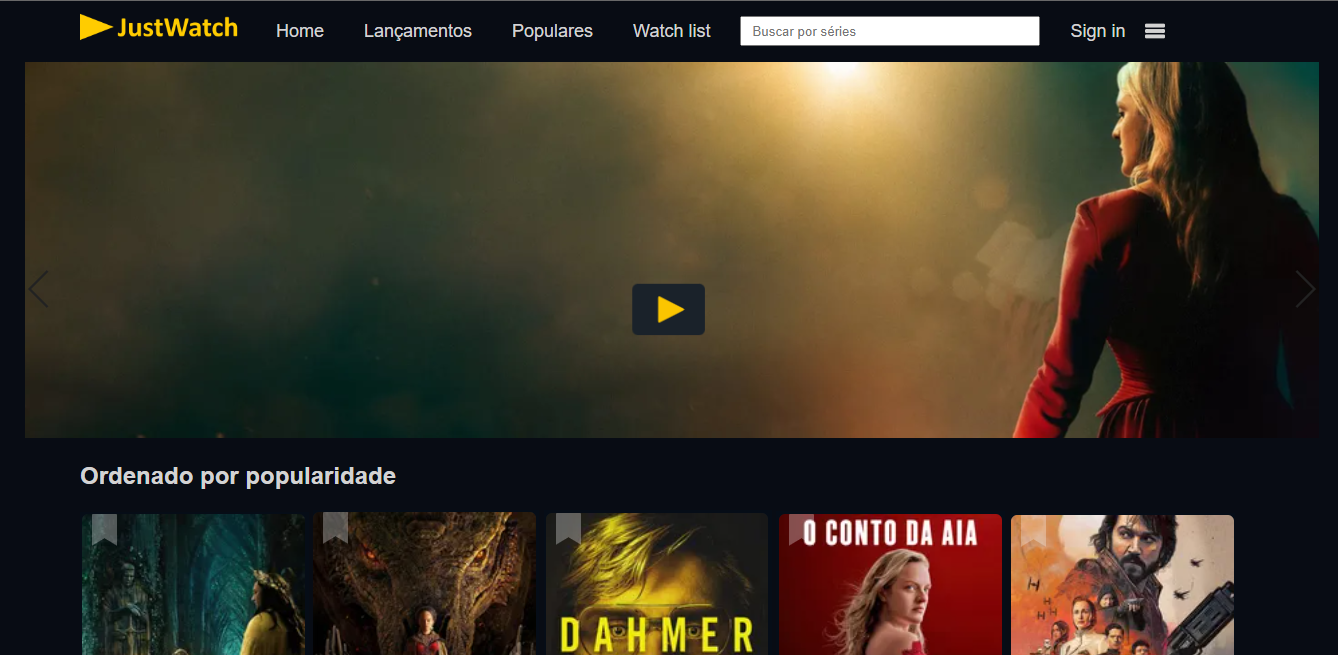 JustWatch Home Lançamentos Populares Watch list Buscar por séries Sign in
Ordenado por popularidade
DAHMER
O CONTO DA AIA